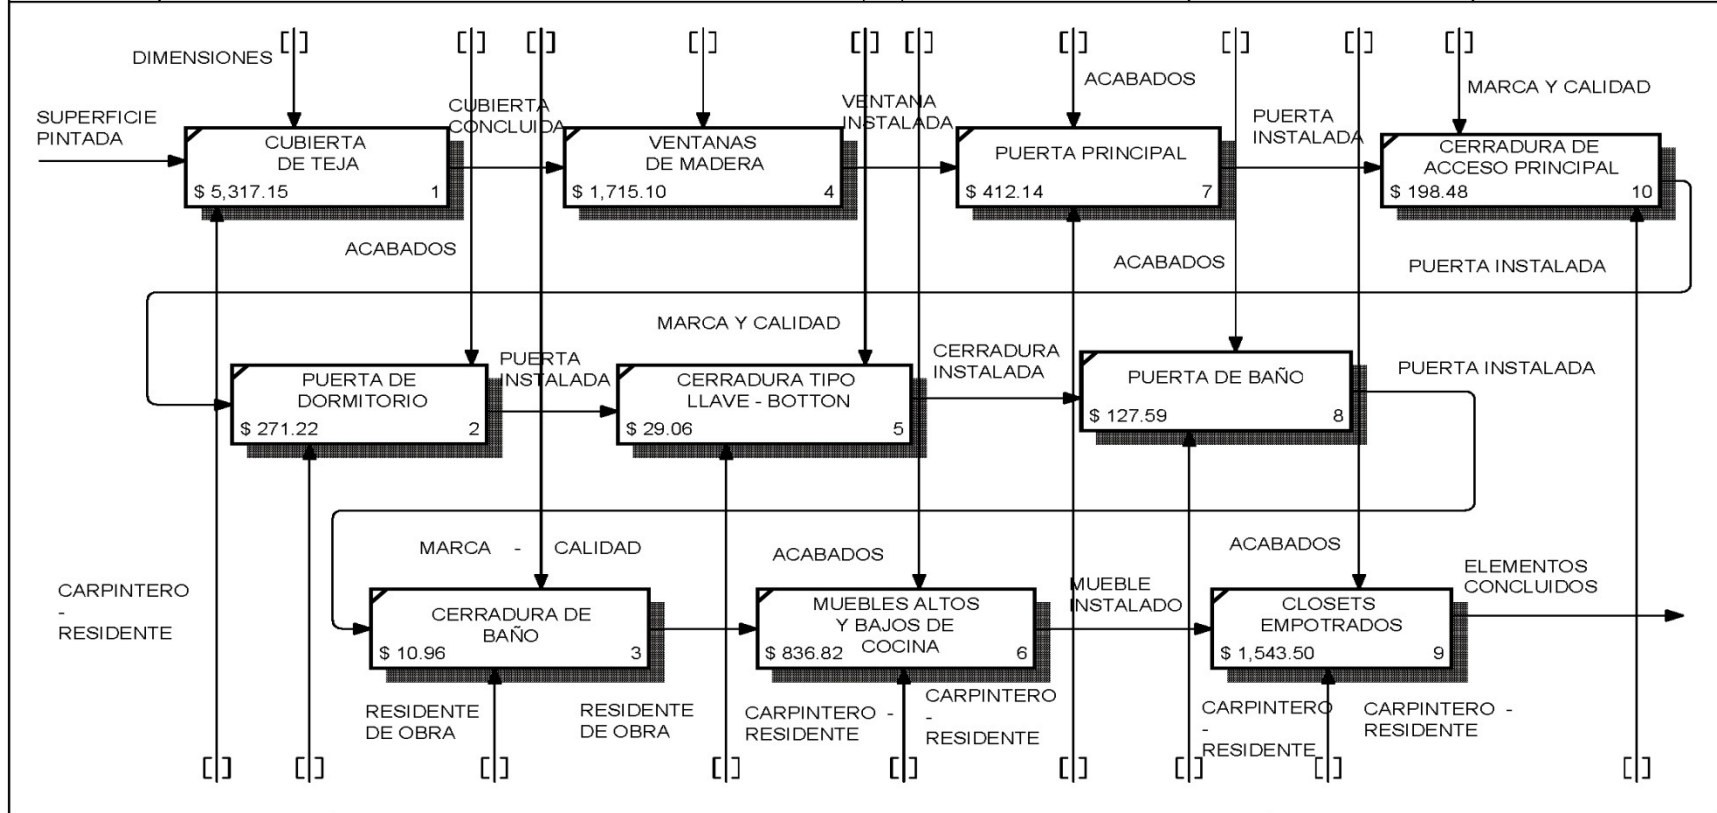 DIMENSIONES
ACABADOS
MARCA Y CALIDAD
SUPERFICIE
PINTADA
CUBIERTA
CONCLUIDA
VENTANA
INSTALADA
PUERTA
INSTALADA
CUBIERTA
DE TEJA
$ 5,317.15 1
VENTANAS
DE MADERA
$ 1,715.10 4
PUERTA PRINCIPAL
$ 412.14 7
CERRADURA DE
ACCESO PRINCIPAL
$ 198.48 10
ACABADOS
ACABADOS
PUERTA INSTALADA
MARCA Y CALIDAD
PUERTA
INSTALADA
CERRADURA
INSTALADA
PUERTA INSTALADA
PUERTA DE
DORMITORIO
$ 271.22 2
CERRADURA TIPO
LLAVE - BOTTON
$ 29.06 5
PUERTA DE BAÑO
$ 127.59 8
MARCA - CALIDAD
ACABADOS
ACABADOS
CARPINTERO
-
RESIDENTE
MUEBLE
INSTALADO
ELEMENTOS
CONCLUIDOS
CERRADURA DE
BAÑO
$ 10.96 3
MUEBLES ALTOS
Y BAJOS DE
COCINA
$ 836.82 6
CLOSETS
EMPOTRADOS
$ 1,543.50 9
RESIDENTE
DE OBRA
RESIDENTE
DE OBRA
CARPINTERO -
RESIDENTE
CARPINTERO
-
RESIDENTE
CARPINTERO
-
RESIDENTE
CARPINTERO -
RESIDENTE